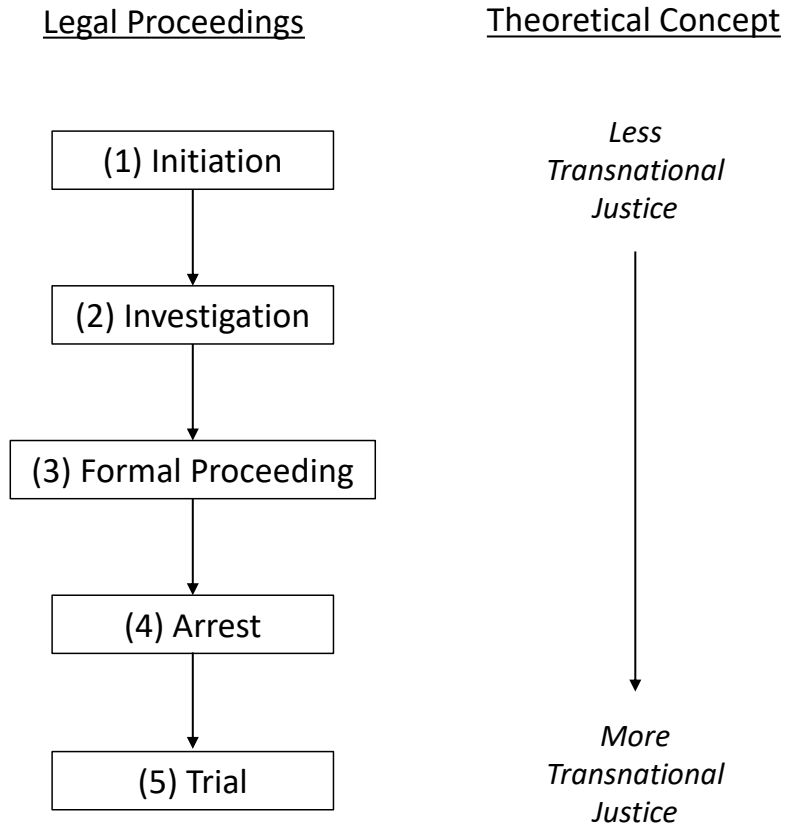 Legal Proceedings
(1) Initiation
(2) Investigation
(3) Formal Proceeding
(4) Arrest
(5) Trial
Theoretical Concept
Less
Transnational
Justice
More
Transnational
Justice